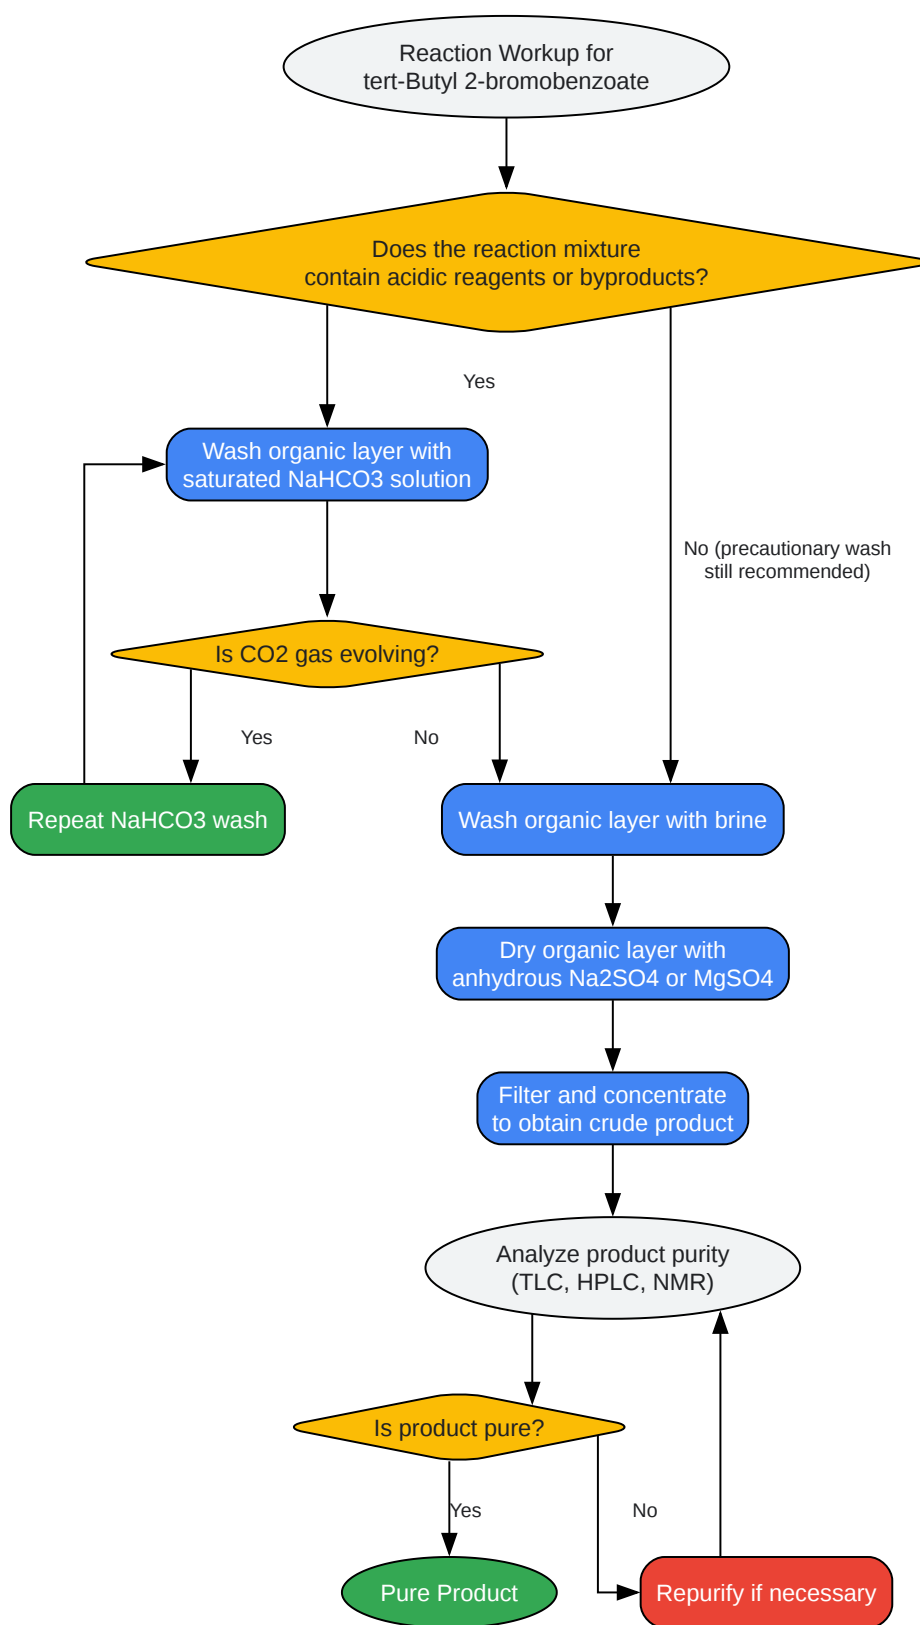 Reaction Workup for
tert-Butyl 2-bromobenzoate
Does the reaction mixture
contain acidic reagents or byproducts?
Yes
Wash organic layer with
saturated NaHCO3 solution
No (precautionary wash
still recommended)
Is CO2 gas evolving?
Yes
No
Repeat NaHCO3 wash
Wash organic layer with brine
Dry organic layer with
anhydrous Na2SO4 or MgSO4
Filter and concentrate
to obtain crude product
Analyze product purity
(TLC, HPLC, NMR)
Is product pure?
Yes
No
Pure Product
Repurify if necessary